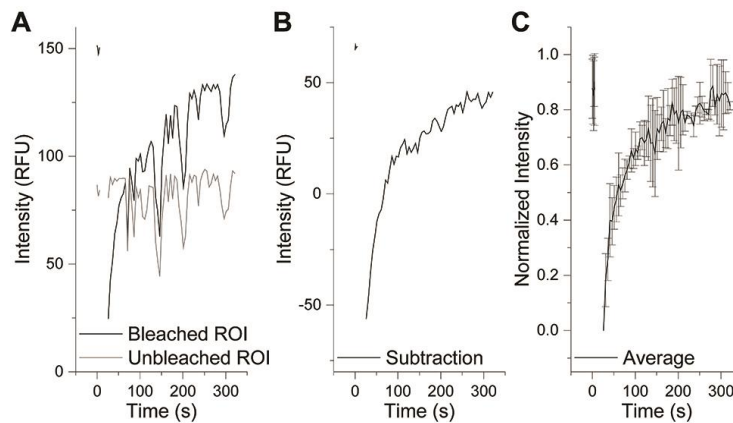 A
150
100
50
0
Intensity (RFU)
Bleached ROI
Unbleached ROI
0 100 200 300
Time (s)
B
50
0
-50
Intensity (RFU)
Subtraction
0 100 200 300
Time (s)
C
1.0
0.8
0.6
0.4
0.2
0.0
Normalized Intensity
Average
0 100 200 300
Time (s)